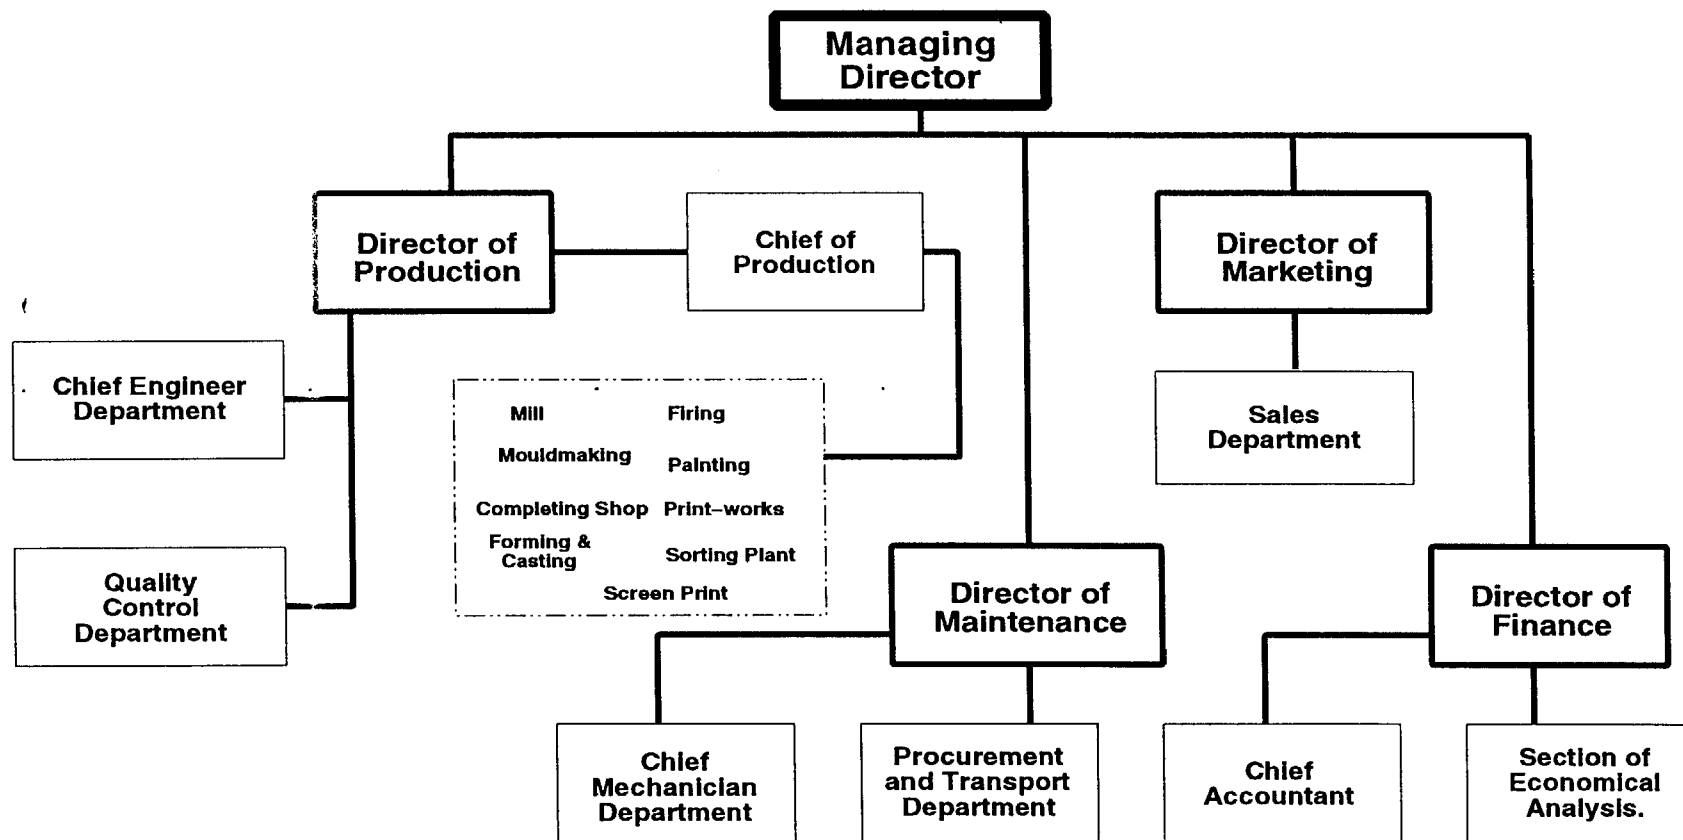 Managing
Director
Director of
Production
Chief of
Production
Director of
Marketing
Chief Engineer
Department
Mill
Firing
Mouldmaking
Painting
Completing Shop
Print–works
Forming &
Casting
Sorting Plant
Screen Print
Sales
Department
Quality
Control
Department
Director of
Maintenance
Director of
Finance
Chief
Mechanician
Department
Procurement
and Transport
Department
Chief
Accountant
Section of
Economical
Analysis.